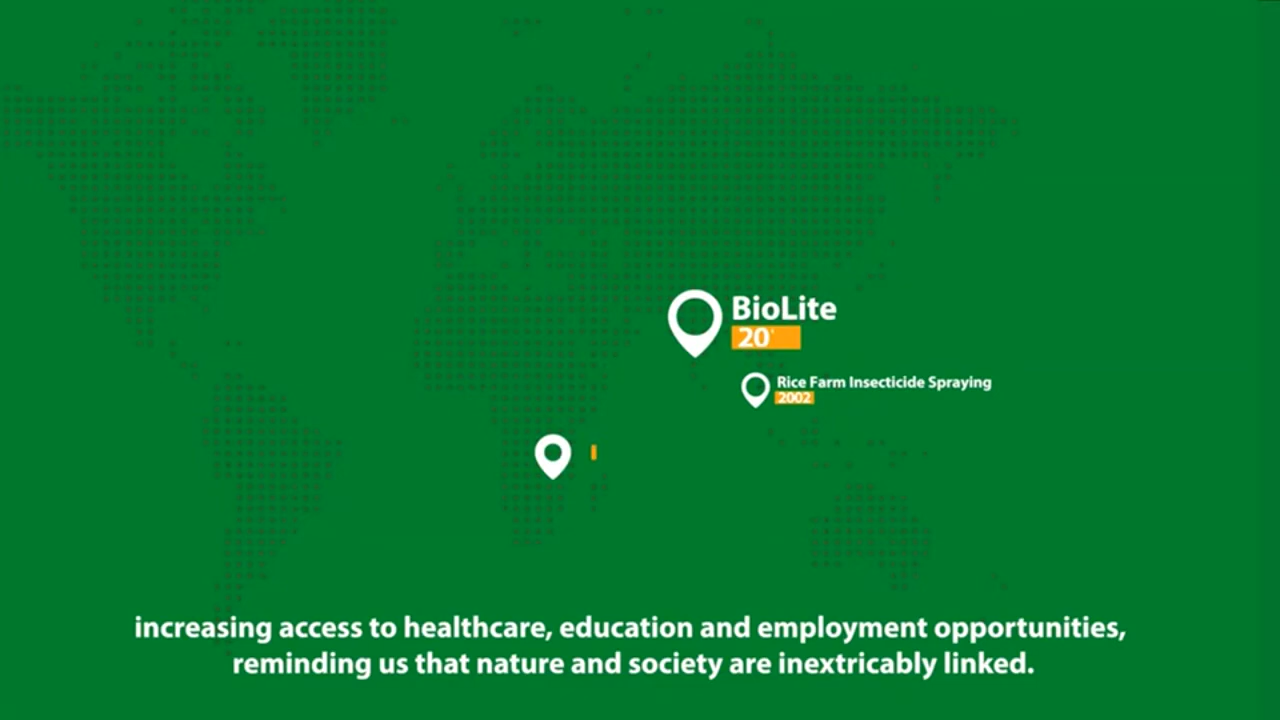 BioLite
20
Rice Farm Insecticide Spraying
2002
increasing access to healthcare, education and employment opportunities,
reminding us that nature and society are inextricably linked.